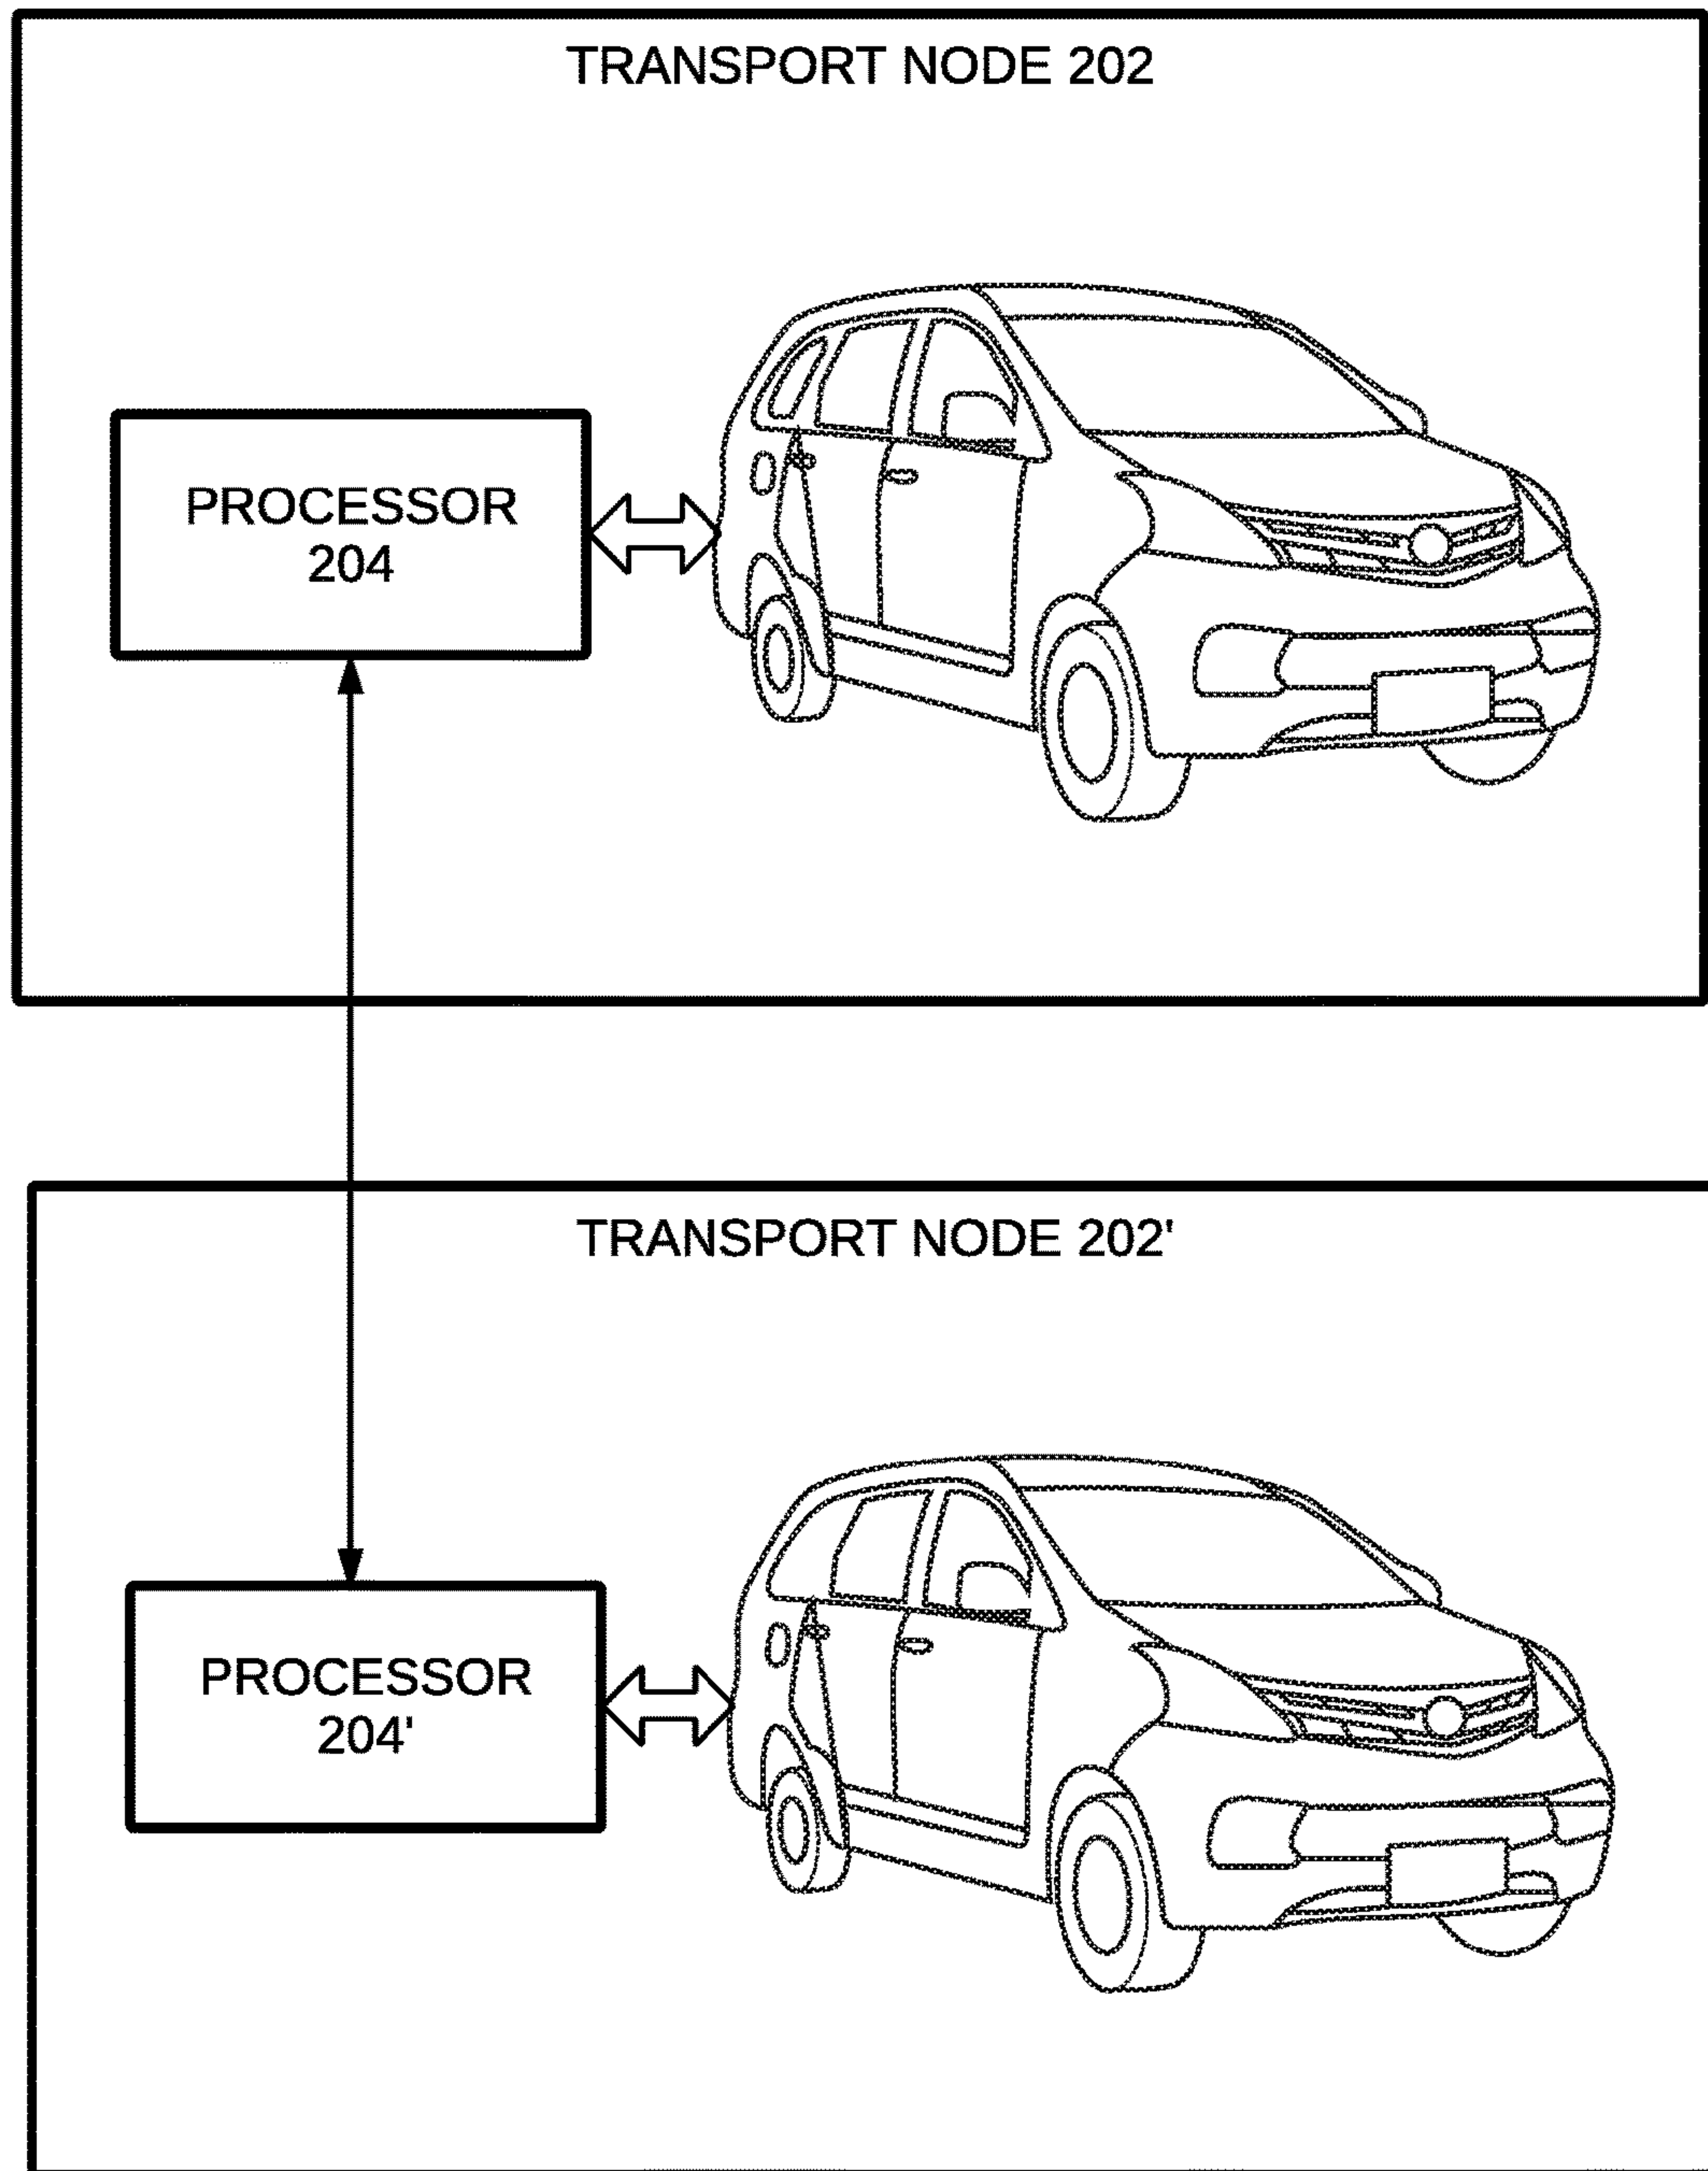 TRANSPORT NODE 202
PROCESSOR
204
TRANSPORT NODE 202'
PROCESSOR
204'